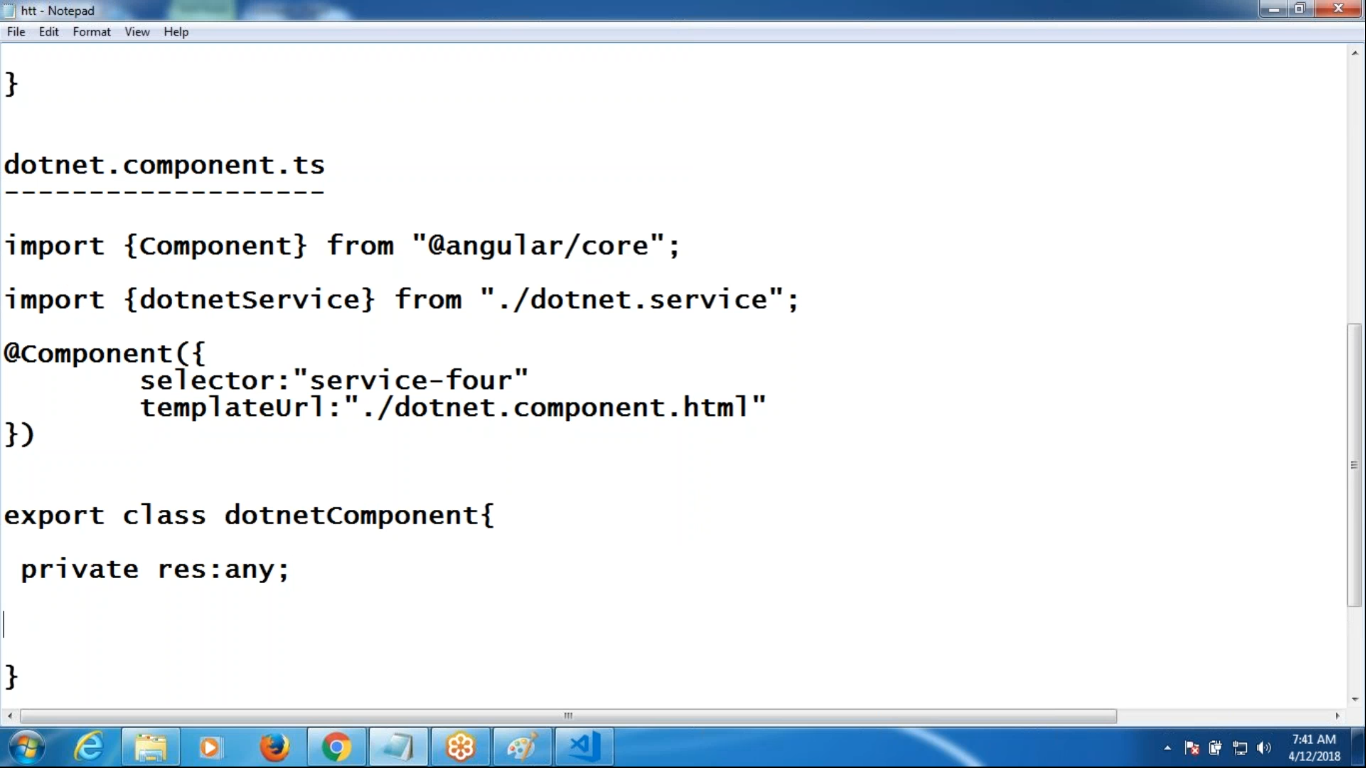 htt - Notepad
File Edit Format View Help
}
dotnet.component.ts
-------------------
import {Component} from "@angular/core";
import {dotnetService} from "./dotnet.service";
@Component({
selector:"service-four"
templateUrl:"./dotnet.component.html"
})
export class dotnetComponent{
private res:any;
}
7:41 AM
4/12/2018